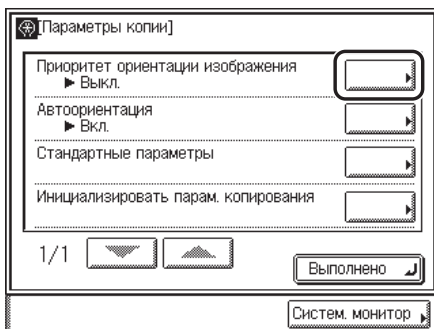 [Параметры копии]
Приоритет ориентации изображения
► Выкл.
Автоориентация
► Вкл.
Стандартные параметры
Инициализировать парам. копирования
1/1
Выполнено
Систем. монитор